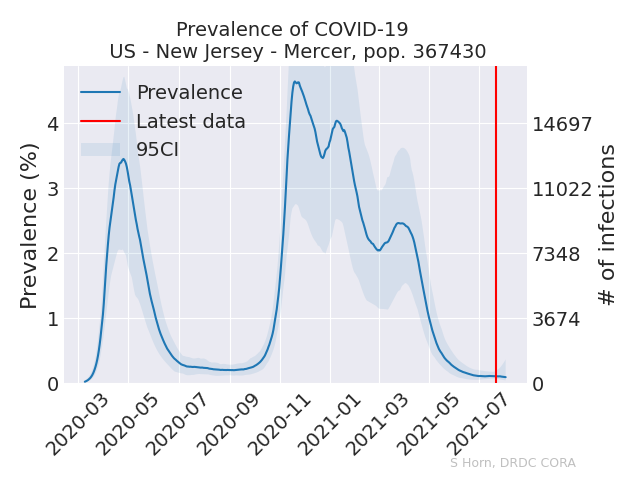 Prevalence of COVID-19
US - New Jersey - Mercer, pop. 367430
Prevalence
Latest data
95CI
Prevalence (%)
4
3
2
1
0
14697
11022
7348
3674
0
# of infections
2020-03
2020-05
2020-07
2020-09
2020-11
2021-01
2021-03
2021-05
2021-07
S Horn, DRDC CORA